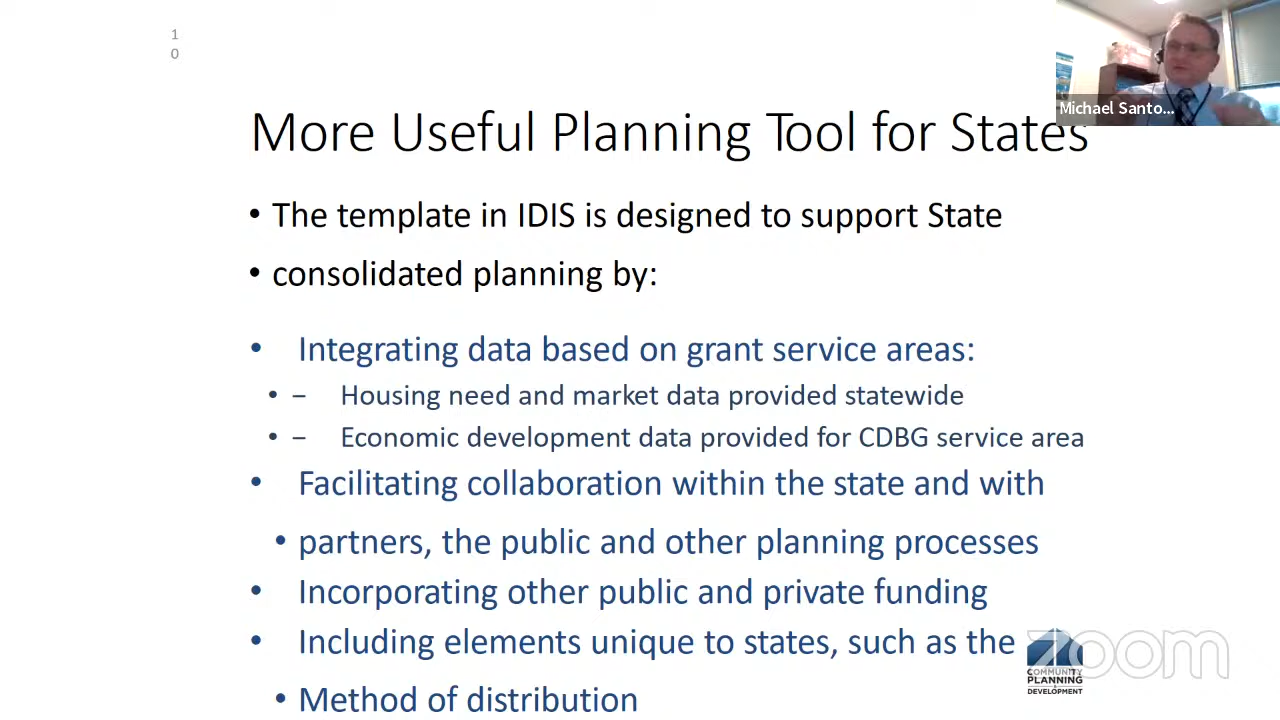 1
0
Michael Santo...
More Useful Planning Tool for States
• The template in IDIS is designed to support State
• consolidated planning by:
• Integrating data based on grant service areas:
• – Housing need and market data provided statewide
• – Economic development data provided for CDBG service area
• Facilitating collaboration within the state and with
• partners, the public and other planning processes
• Incorporating other public and private funding
• Including elements unique to states, such as the
• Method of distribution
zoom
COMMUNITY
PLANNING
DEVELOPMENT